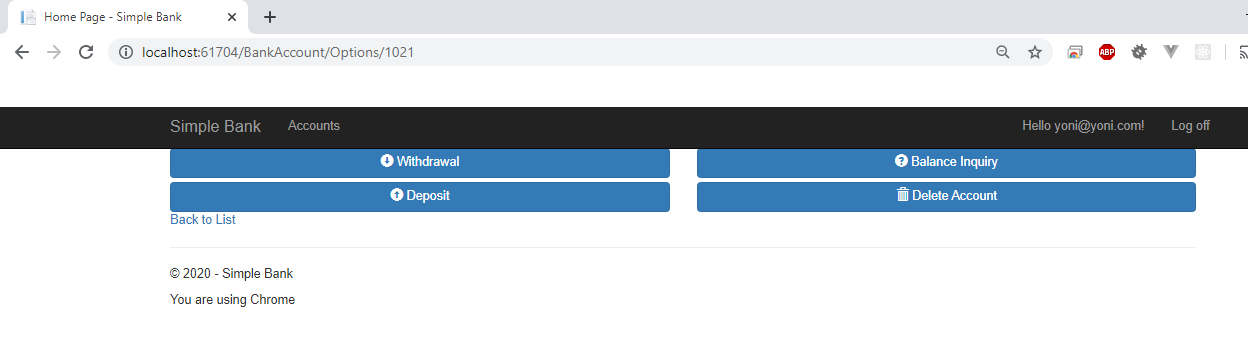 Home Page - Simple Bank
localhost:61704/BankAccount/Options/1021
ABP
Simple Bank Accounts Hello yoni@yoni.com! Log off
Withdrawal Balance Inquiry
Deposit Delete Account
Back to List
© 2020 - Simple Bank
You are using Chrome